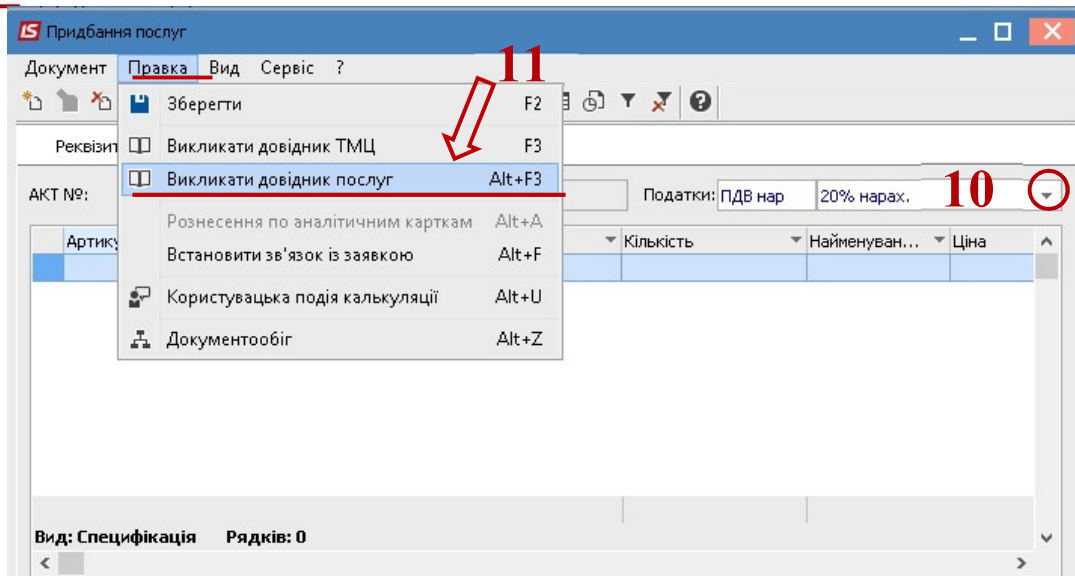 IS Придбання послуг
Документ Правка Вид Сервіс ?
11
Зберегти F2
Реквізит
Викликати довідник ТМЦ F3
Викликати довідник послуг Alt+F3
АКТ №: Податки: ПДВ нар 20% нарах. 10
Рознесення по аналітичним карткам Alt+A
Артику Кількість Найменуван... Ціна
Встановити зв'язок із заявкою Alt+F
Користувацька подія калькуляції Alt+U
Документообіг Alt+Z
Вид: Специфікація Рядків: 0